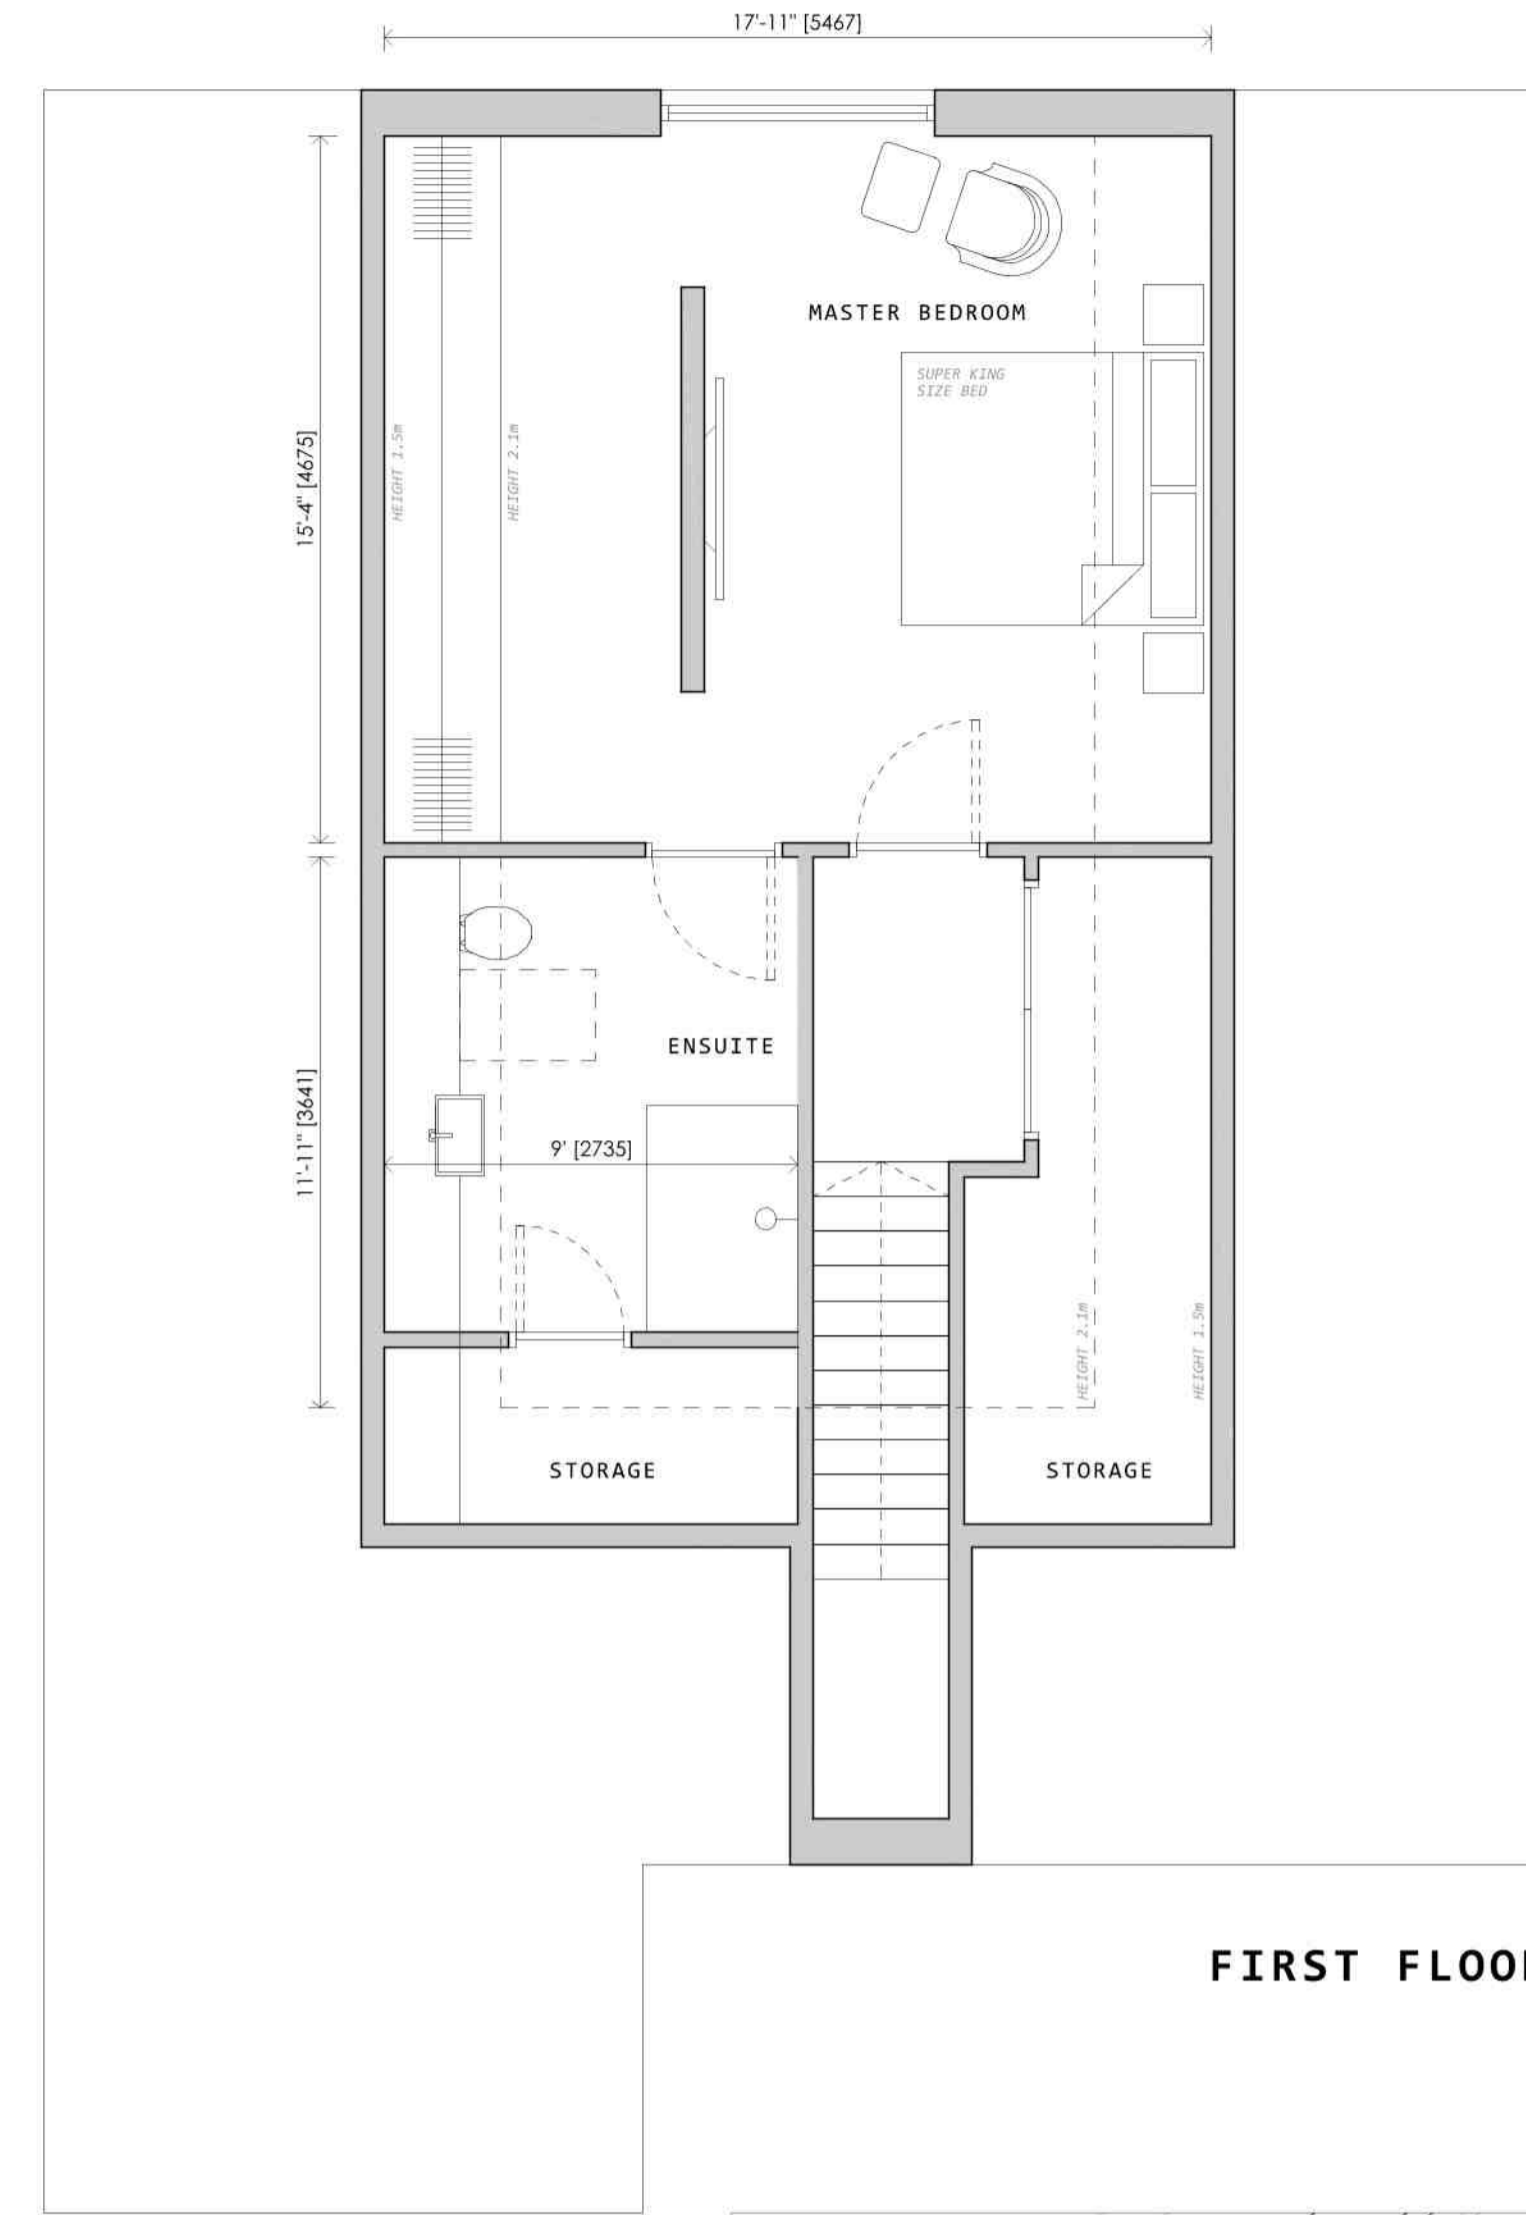 17'-11" [5467]
MASTER BEDROOM
SUPER KING
SIZE BED
HEIGHT 1.5m
HEIGHT 2.1m
15'-4" [4675]
ENSUITE
9' [2735]
11'-11" [3641]
HEIGHT 2.1m
HEIGHT 1.5m
STORAGE
STORAGE
FIRST FLOO